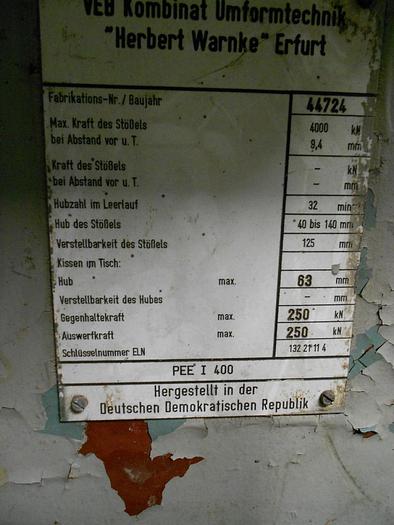 VEB Kombinat Umformtechnik
"Herbert Warnke" Erfurt
Fabrikations-Nr./Baujahr 44724
Max. Kraft des Stößels 4000 kN
bei Abstand vor u. T. 9,4 mm
Kraft des Stößels – kN
bei Abstand vor u. T. – mm
Hubzahl im Leerlauf 32 min
Hub des Stößels 40 bis 140 mm
Verstellbarkeit des Stößels 125 mm
Kissen im Tisch:
Hub max. 63 mm
Verstellbarkeit des Hubes – mm
Gegenhaltekraft max. 250 kN
Auswerfkraft max. 250 kN
Schlüsselnummer ELN 132 21 11 4
PEE I 400
Hergestellt in der
Deutschen Demokratischen Republik